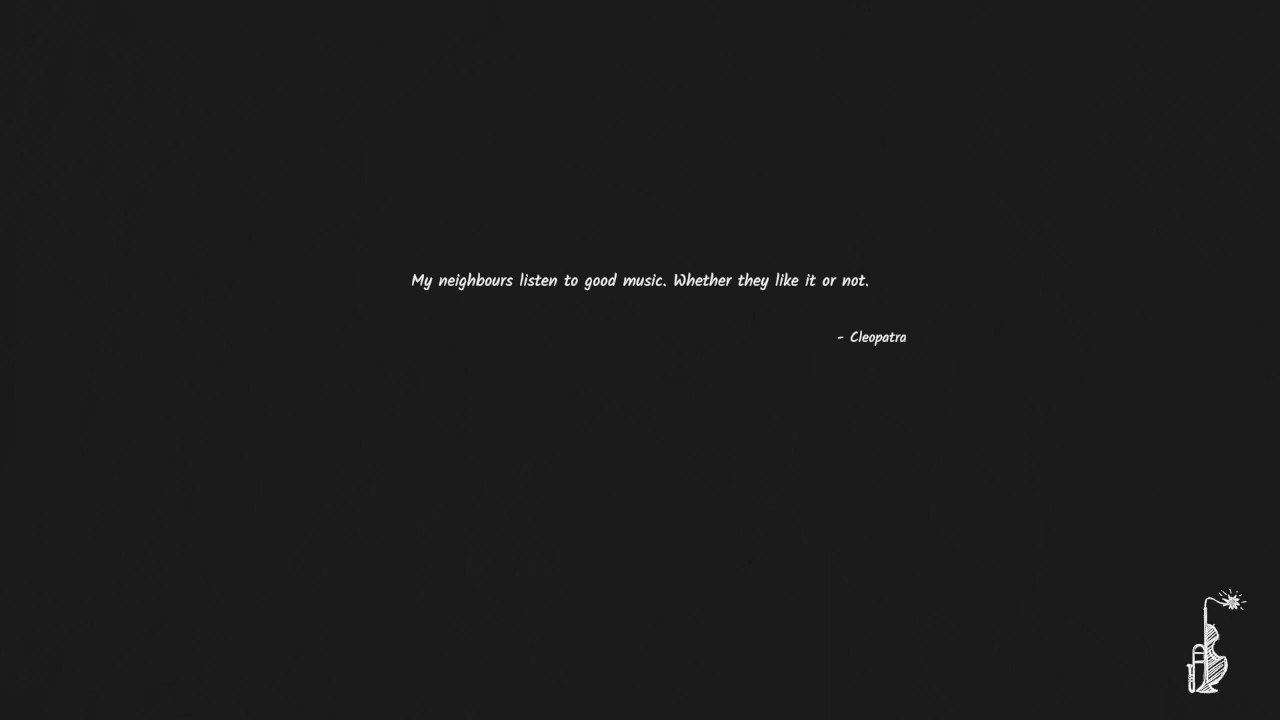 My neighbours listen to good music. Whether they like it or not.
- Cleopatra